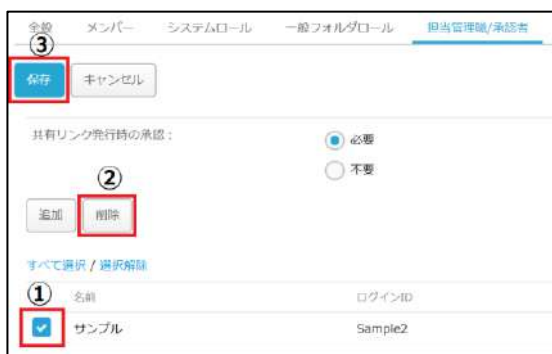 全般 メンバー システムロール 一般フォルダロール 担当管理職/承認者
③
保存 キャンセル
共有リンク発行時の承認： 必要
不要
②
追加 削除
すべて選択 / 選択解除
① 名前 ログインID
サンプル Sample2